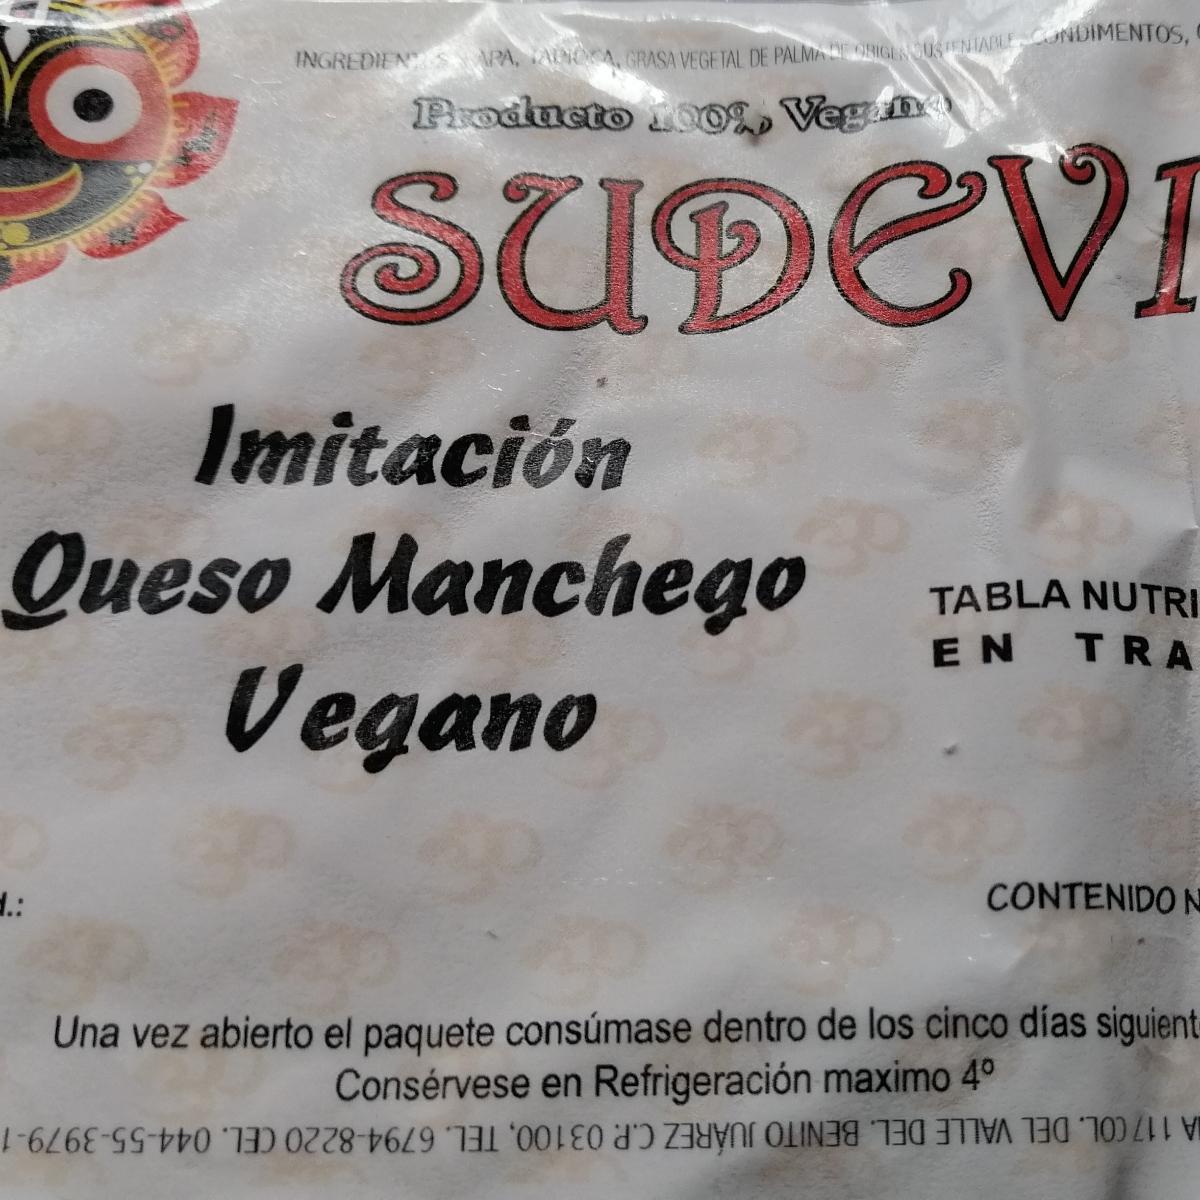 INGREDIENTES PAPA, TAPIOCA, GRASA VEGETAL DE PALMA DE ORIGEN SUSTENTABLE, CONDIMENTOS,
Producto 100% Vegano
SUDEVI
Imitación
Queso Manchego
Vegano
TABLA NUTRI
EN TRA
d.:
CONTENIDO N
Una vez abierto el paquete consúmase dentro de los cinco días siguient
Consérvese en Refrigeración maximo 4º
117 COL. DEL VALLE DEL. BENITO JUÁREZ C.P. 03100, TEL. 6794-8220 CEL. 044-55-3979-1